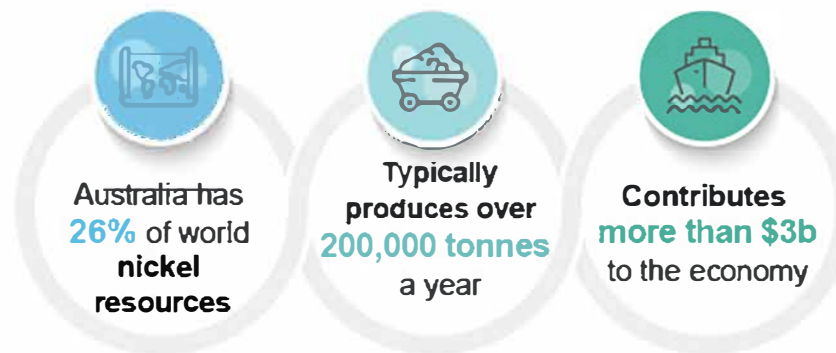 Australia has
26% of world
nickel
resources
Typically
produces over
200,000 tonnes
a year
Contributes
more than $3b
to the economy